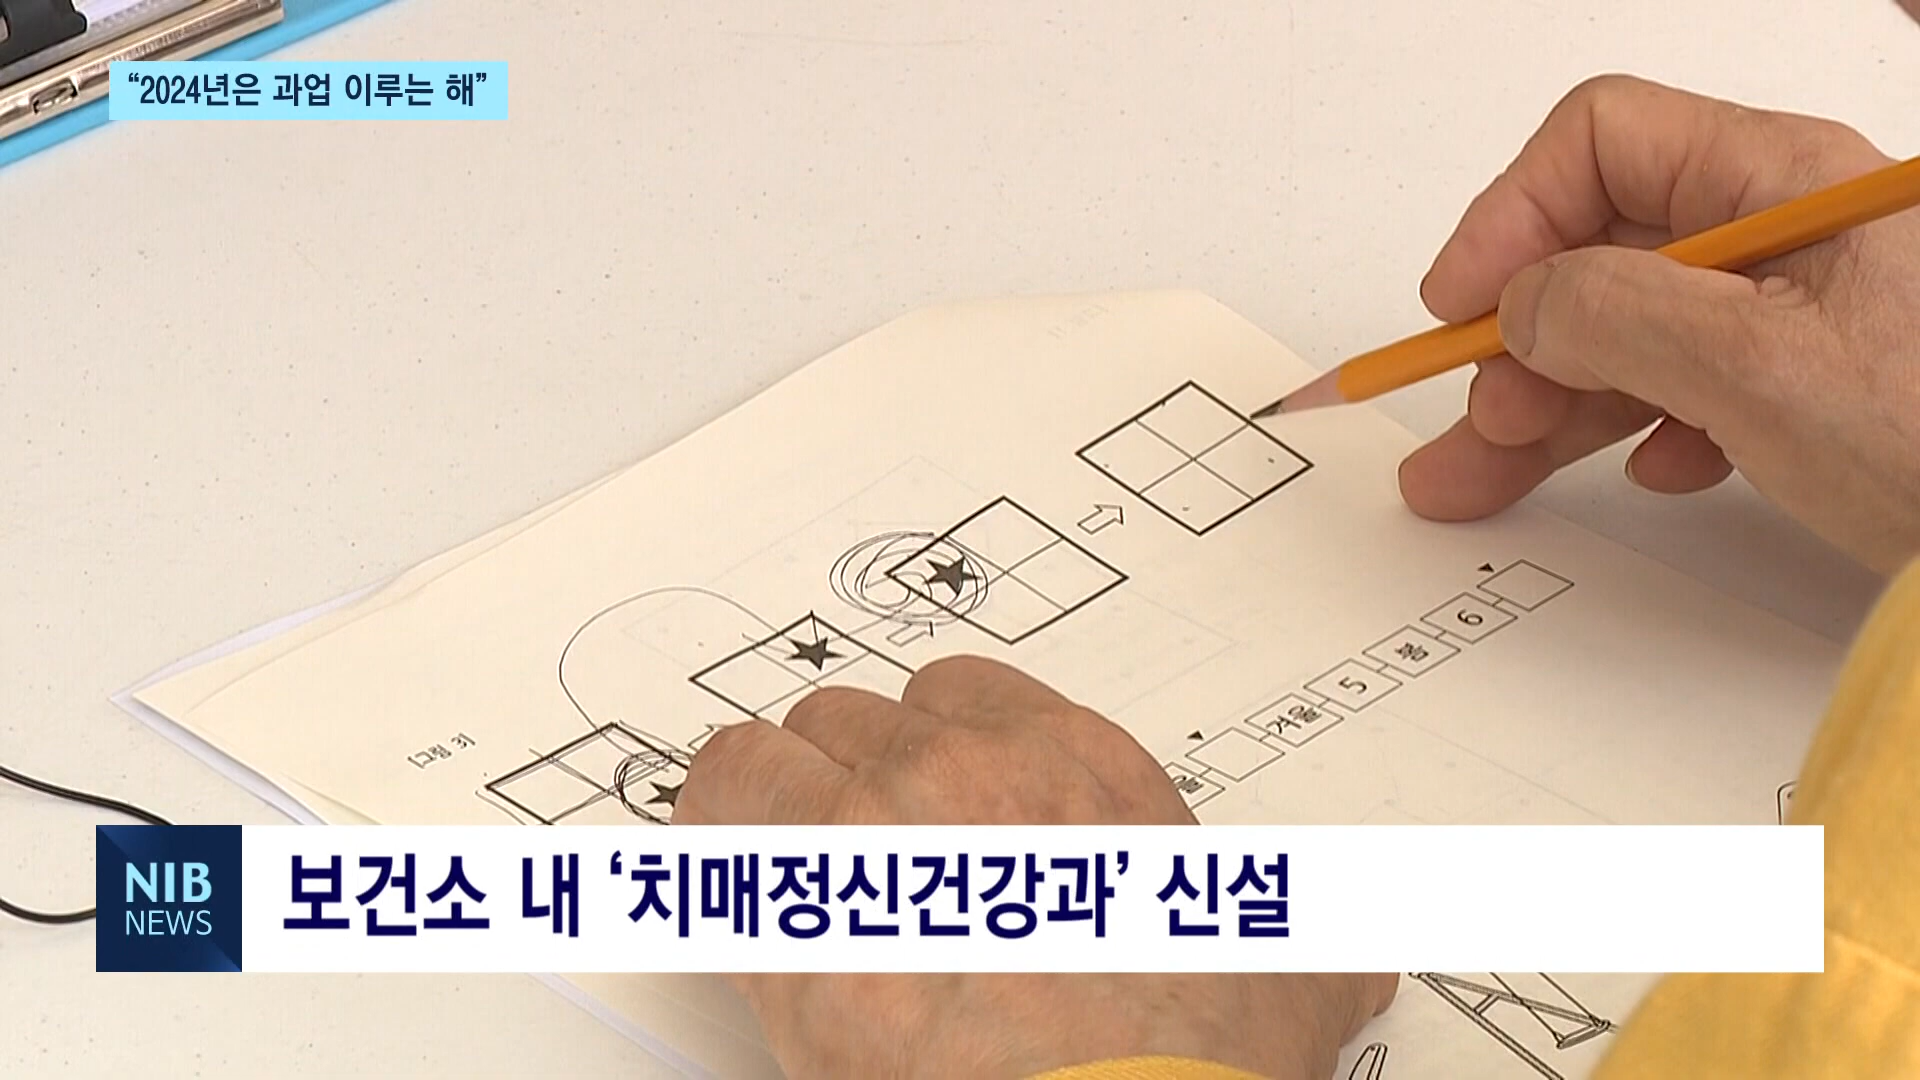 “2024년은 과업 이루는 해”
[그림 3]
겨울 5 봄 6
NIB
NEWS
보건소 내 ‘치매정신건강과’ 신설